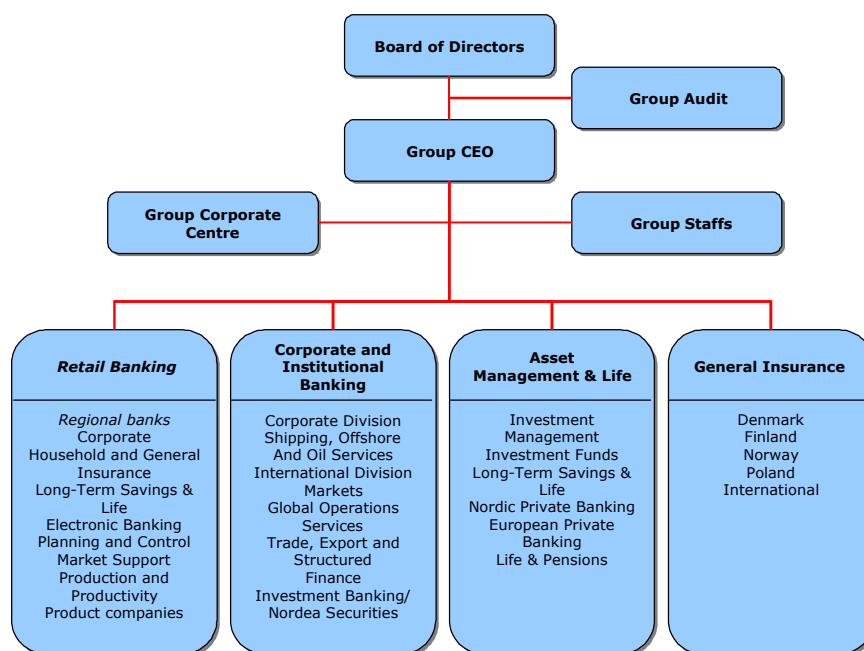 Board of Directors
Group Audit
Group CEO
Group Corporate
Centre
Group Staffs
Retail Banking
Regional banks
Corporate
Household and General
Insurance
Long-Term Savings &
Life
Electronic Banking
Planning and Control
Market Support
Production and
Productivity
Product companies
Corporate and
Institutional
Banking
Corporate Division
Shipping, Offshore
And Oil Services
International Division
Markets
Global Operations
Services
Trade, Export and
Structured
Finance
Investment Banking/
Nordea Securities
Asset
Management & Life
Investment
Management
Investment Funds
Long-Term Savings &
Life
Nordic Private Banking
European Private
Banking
Life & Pensions
General Insurance
Denmark
Finland
Norway
Poland
International